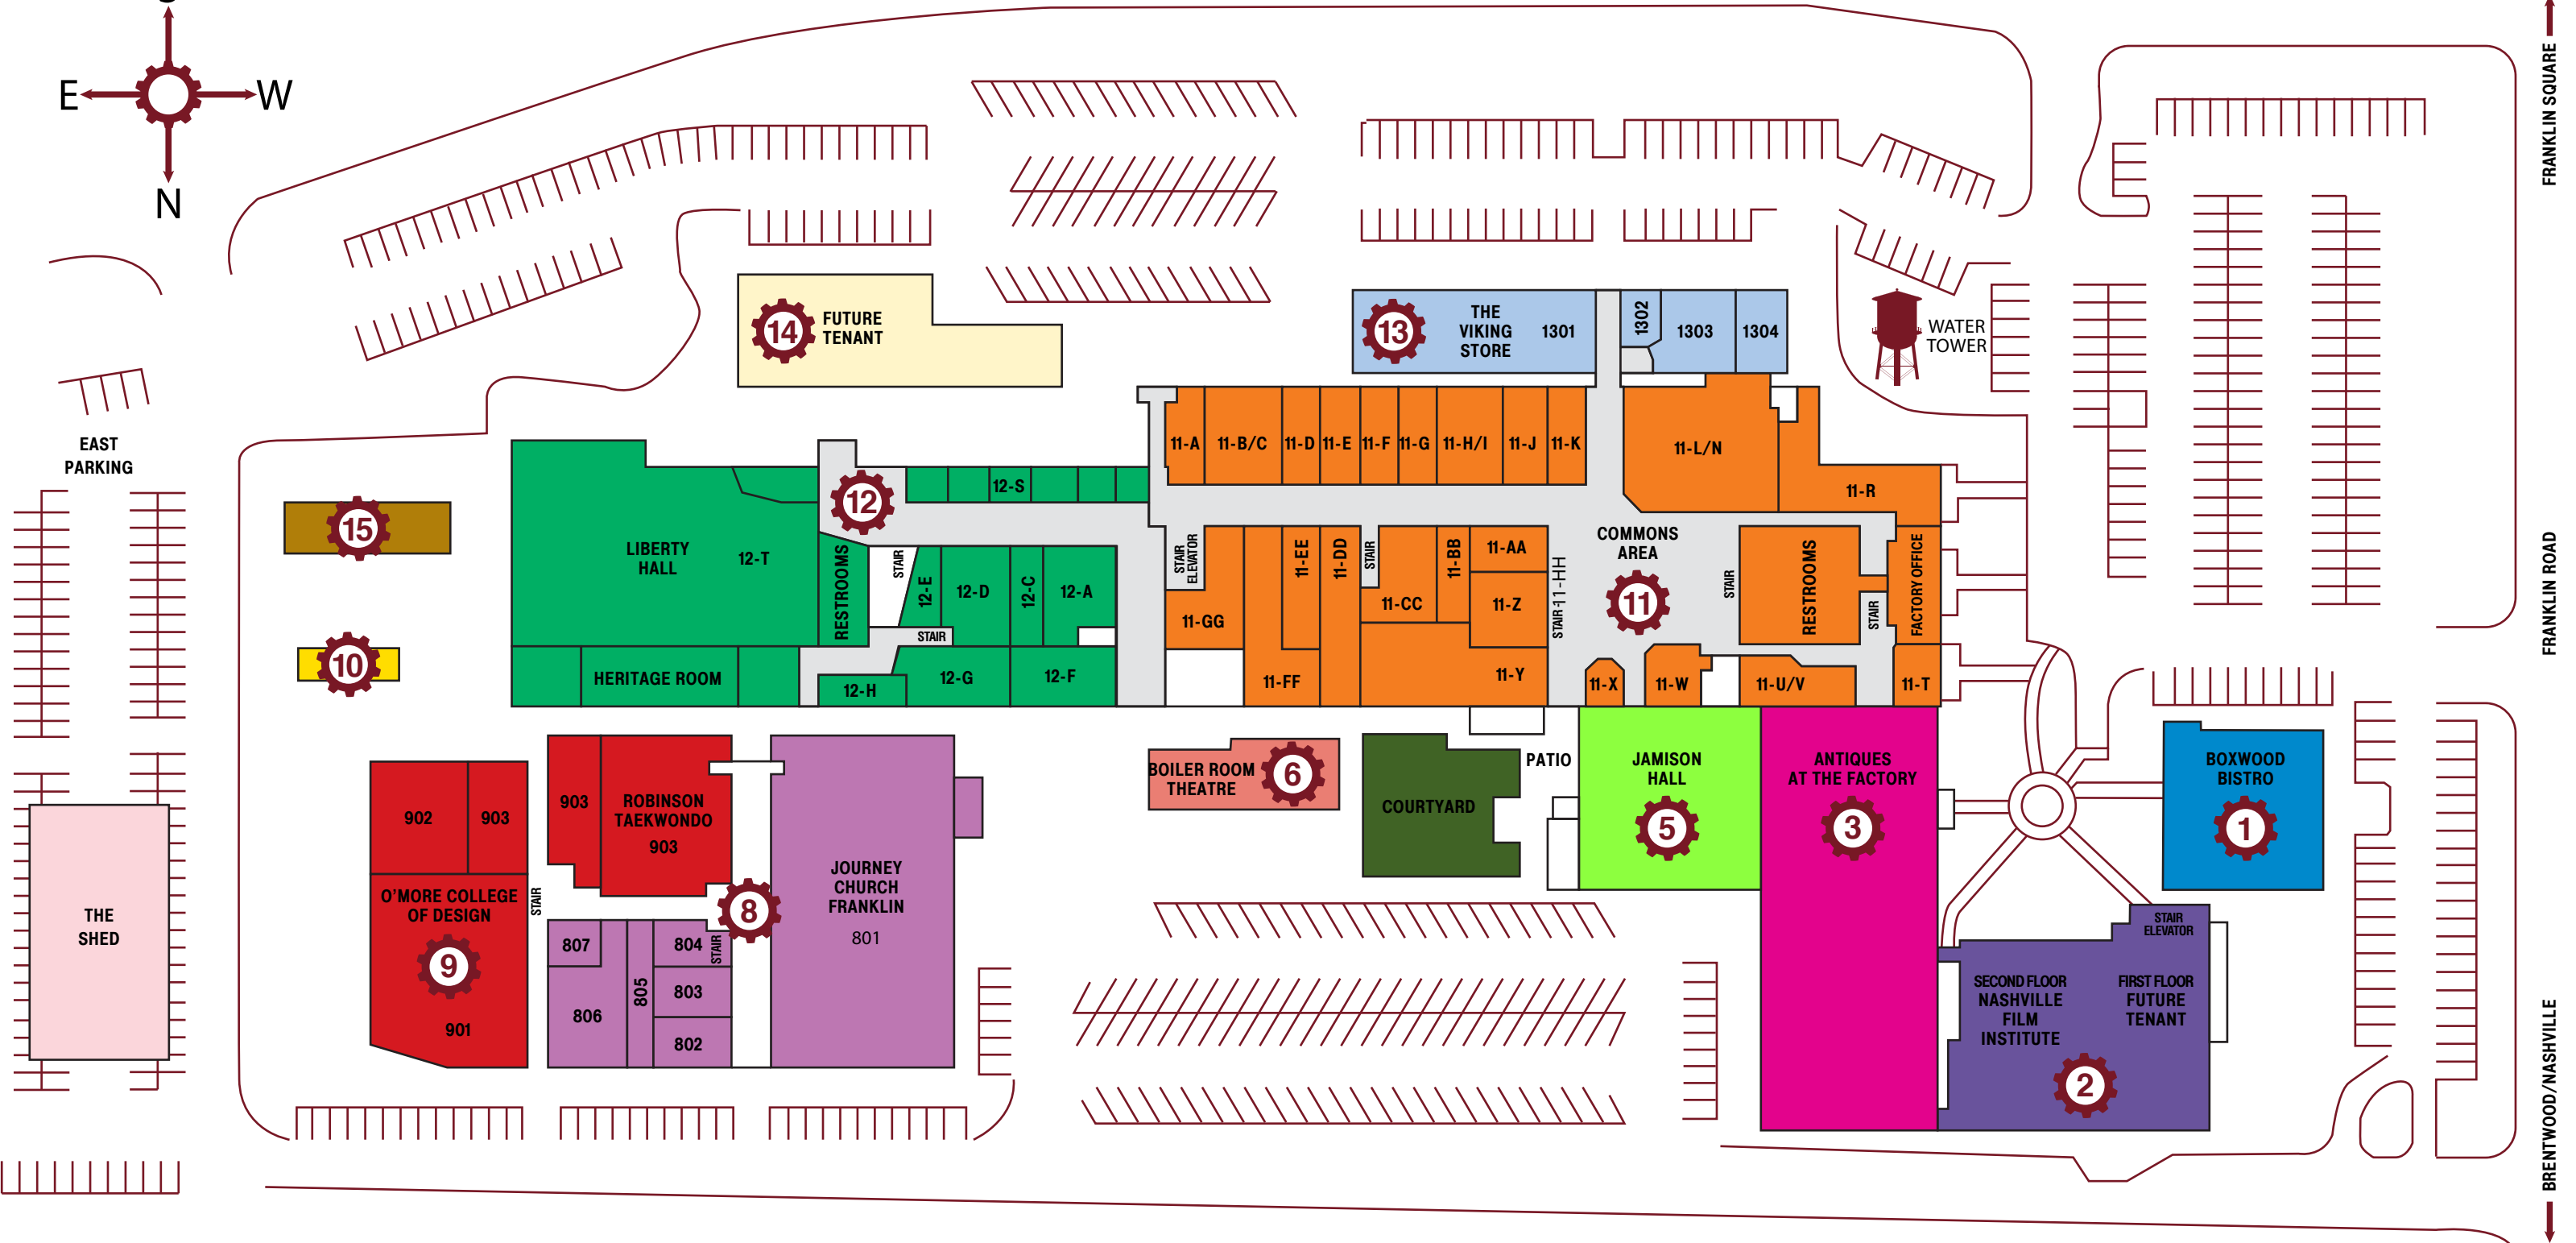 E
W
N
FRANKLIN SQUARE
FRANKLIN ROAD
BRENTWOOD/NASHVILLE
14
FUTURE
TENANT
13
THE
VIKING
STORE
1301
1302
1303
1304
WATER
TOWER
EAST
PARKING
15
10
12
12-S
LIBERTY
HALL
12-T
RESTROOMS
STAIR
12-E
12-D
12-C
12-A
STAIR
HERITAGE ROOM
12-H
12-G
12-F
11-A
11-B/C
11-D
11-E
11-F
11-G
11-H/I
11-J
11-K
11-L/N
11-R
STAIR
ELEVATOR
11-GG
11-EE
11-DD
STAIR
11-CC
11-BB
11-AA
11-Z
11-FF
11-Y
STAIR
11-HH
COMMONS
AREA
11
STAIR
RESTROOMS
STAIR
FACTORY OFFICE
11-X
11-W
11-U/V
11-T
THE
SHED
902
903
O'MORE COLLEGE
OF DESIGN
9
901
STAIR
903
ROBINSON
TAEKWONDO
903
8
807
804
STAIR
806
805
803
802
JOURNEY
CHURCH
FRANKLIN
801
BOILER ROOM
THEATRE
6
COURTYARD
PATIO
JAMISON
HALL
5
ANTIQUES
AT THE FACTORY
3
BOXWOOD
BISTRO
1
STAIR
ELEVATOR
SECOND FLOOR
NASHVILLE
FILM
INSTITUTE
FIRST FLOOR
FUTURE
TENANT
2